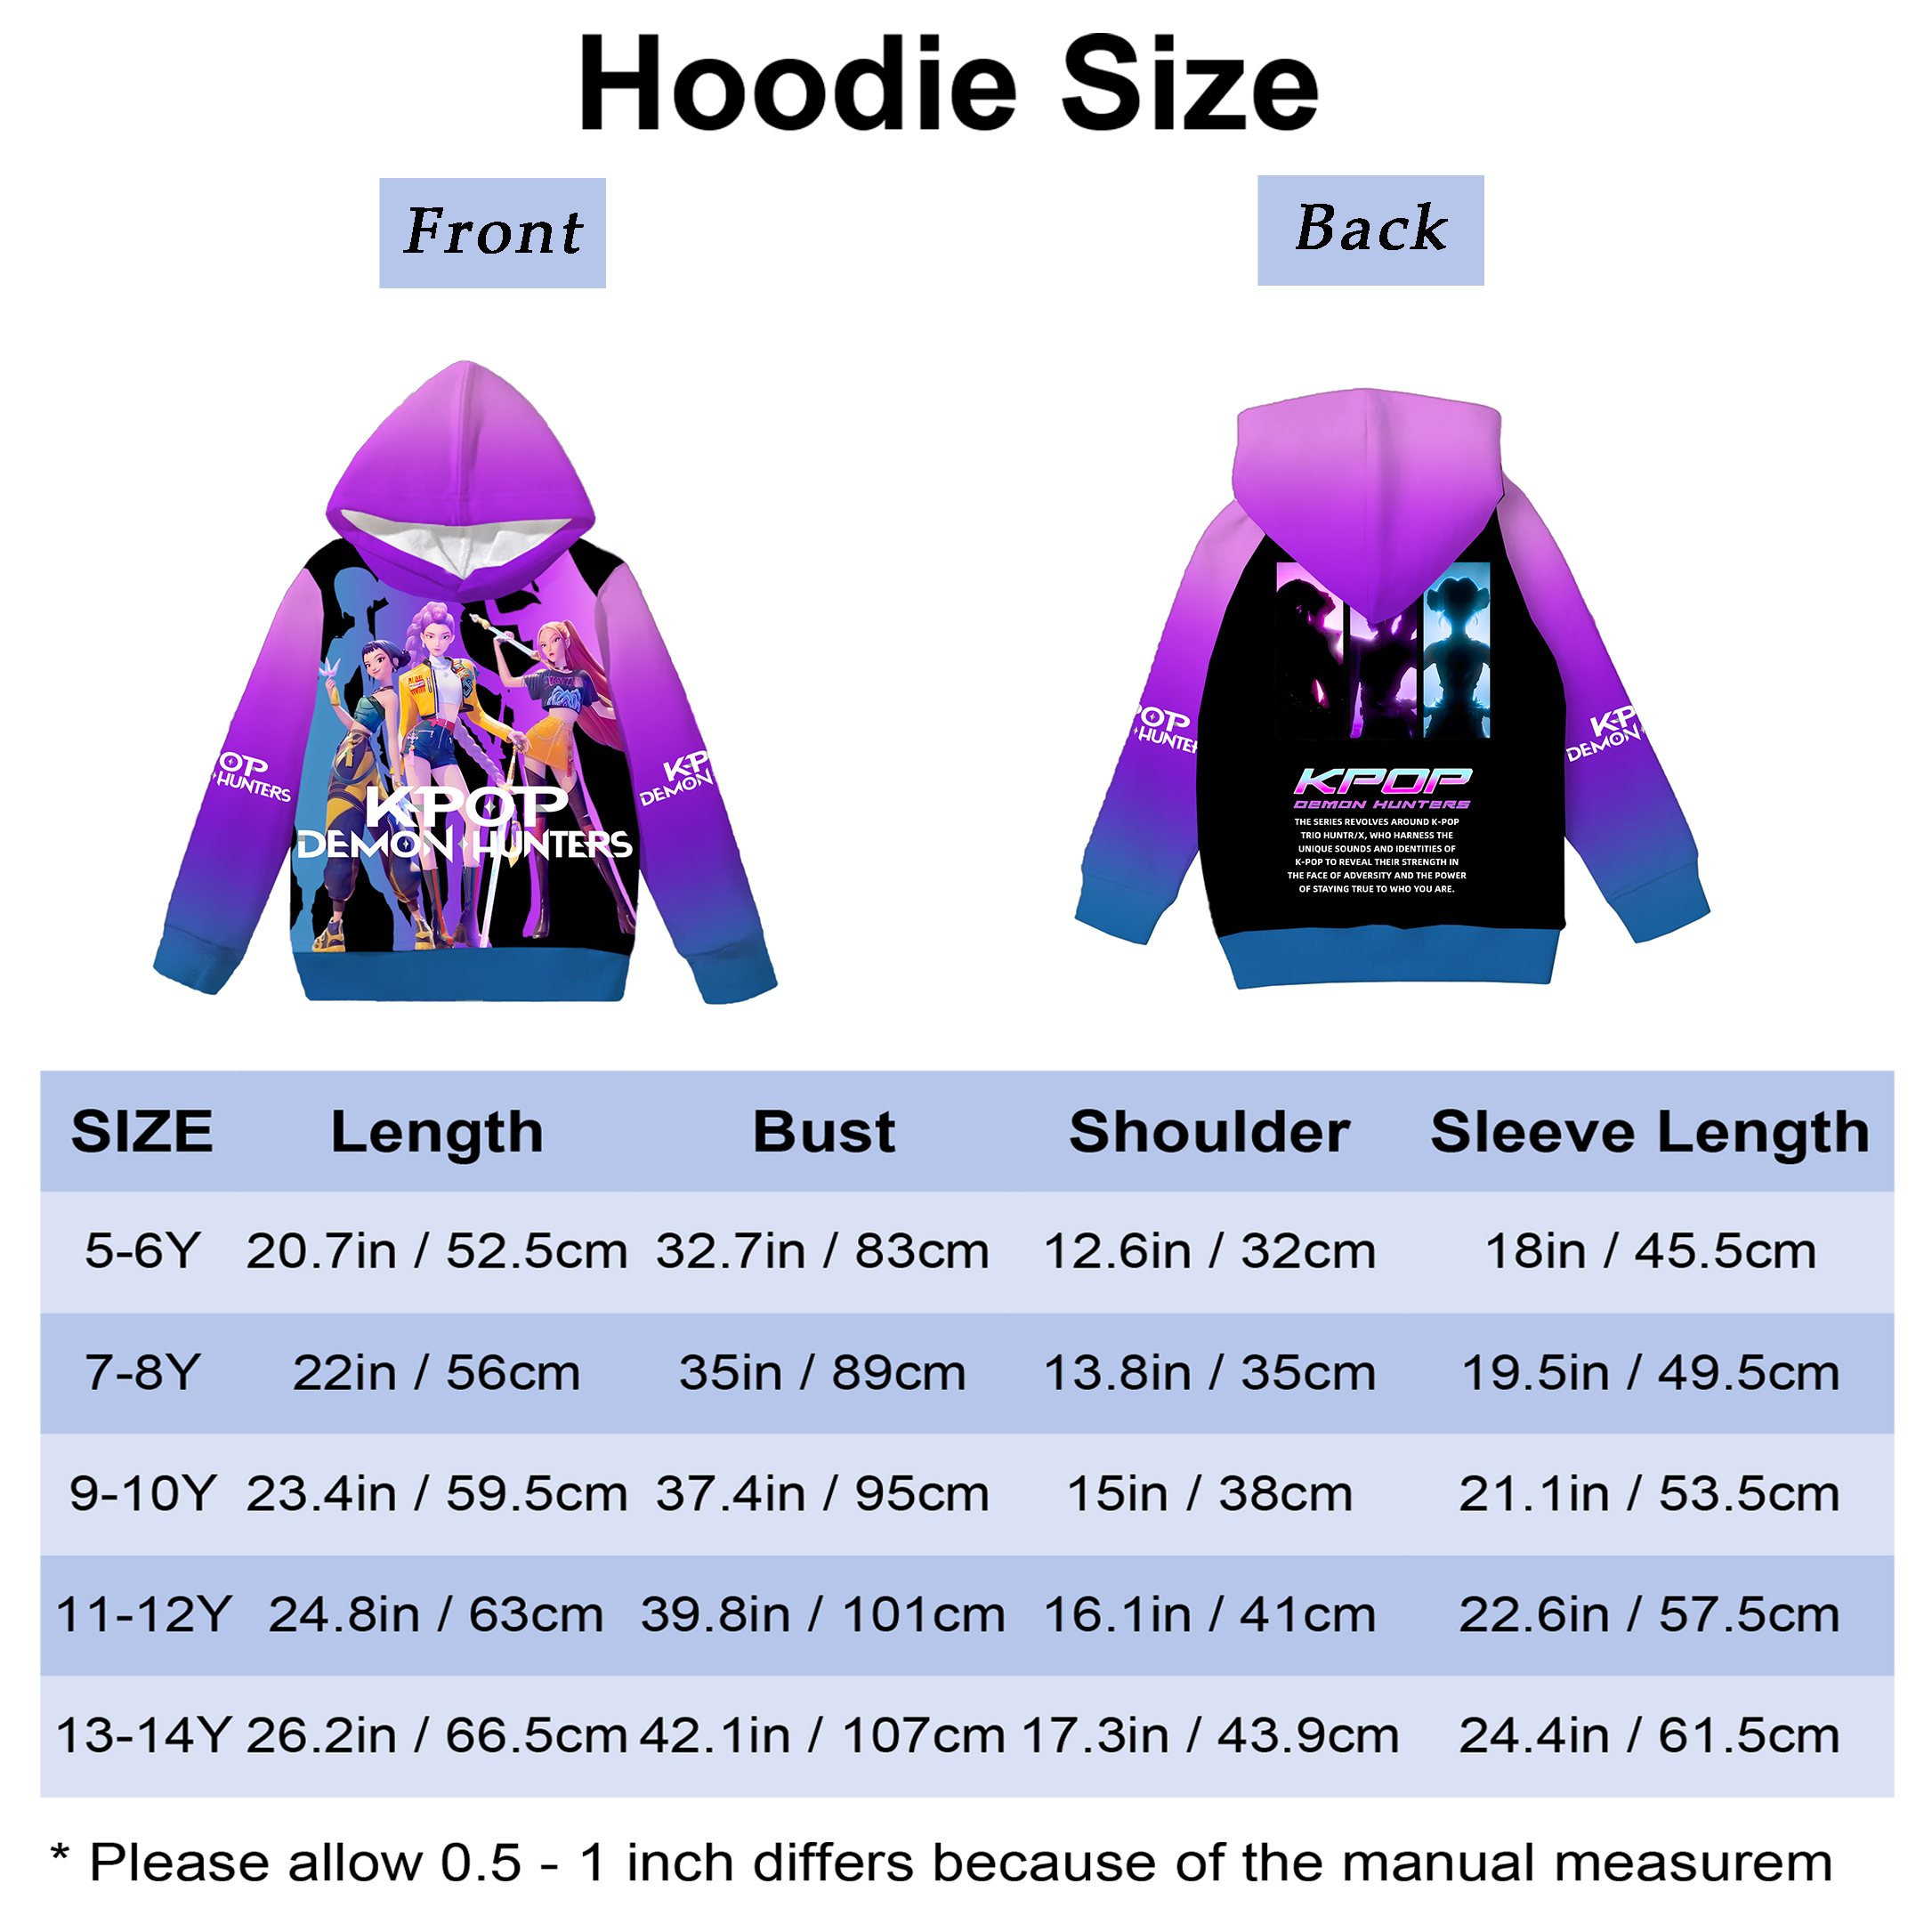 Hoodie Size
Front
Back
OP
HUNTERS
KP
DEMON
KPOP
DEMON HUNTERS
POP
HUNTER
K-P
DEMON
KPOP
DEMON HUNTERS
THE SERIES REVOLVES AROUND K-POP
TRIO HUNTR/X, WHO HARNESS THE
UNIQUE SOUNDS AND IDENTITIES OF
K-POP TO REVEAL THEIR STRENGTH IN
THE FACE OF ADVERSITY AND THE POWER
OF STAYING TRUE TO WHO YOU ARE.
SIZE Length Bust Shoulder Sleeve Length
5-6Y 20.7in / 52.5cm 32.7in / 83cm 12.6in / 32cm 18in / 45.5cm
7-8Y 22in / 56cm 35in / 89cm 13.8in / 35cm 19.5in / 49.5cm
9-10Y 23.4in / 59.5cm 37.4in / 95cm 15in / 38cm 21.1in / 53.5cm
11-12Y 24.8in / 63cm 39.8in / 101cm 16.1in / 41cm 22.6in / 57.5cm
13-14Y 26.2in / 66.5cm 42.1in / 107cm 17.3in / 43.9cm 24.4in / 61.5cm
* Please allow 0.5 - 1 inch differs because of the manual measurem